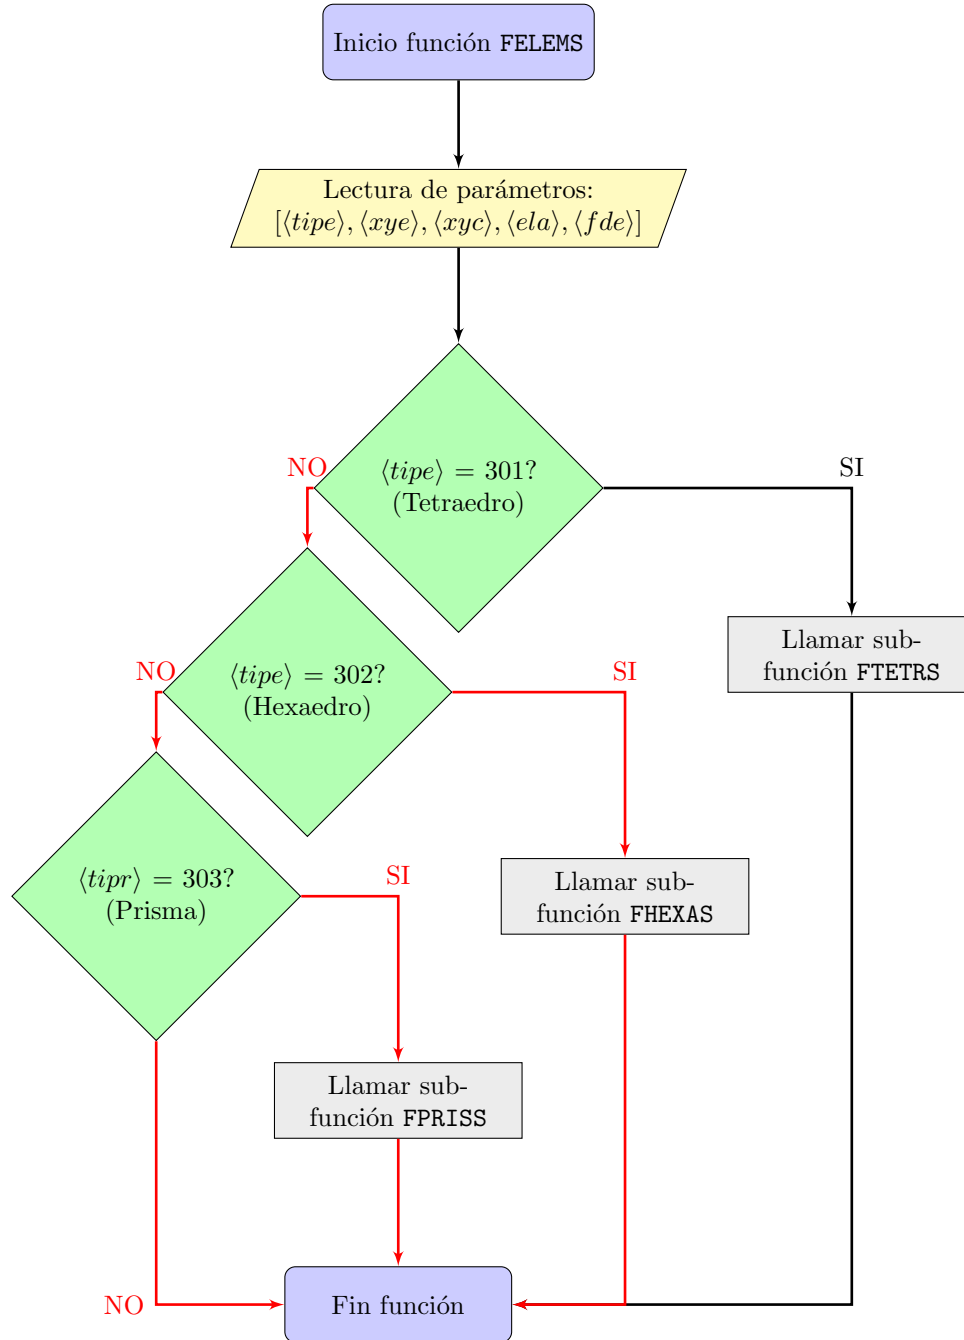 Inicio función FELEMS
Lectura de parámetros:
[⟨tipe⟩, ⟨xye⟩, ⟨xyc⟩, ⟨ela⟩, ⟨fde⟩]
NO
⟨tipe⟩ = 301?
(Tetraedro)
SI
NO
⟨tipe⟩ = 302?
(Hexaedro)
SI
Llamar sub-
función FTETRS
⟨tipr⟩ = 303?
(Prisma)
SI
Llamar sub-
función FHEXAS
Llamar sub-
función FPRISS
NO
Fin función